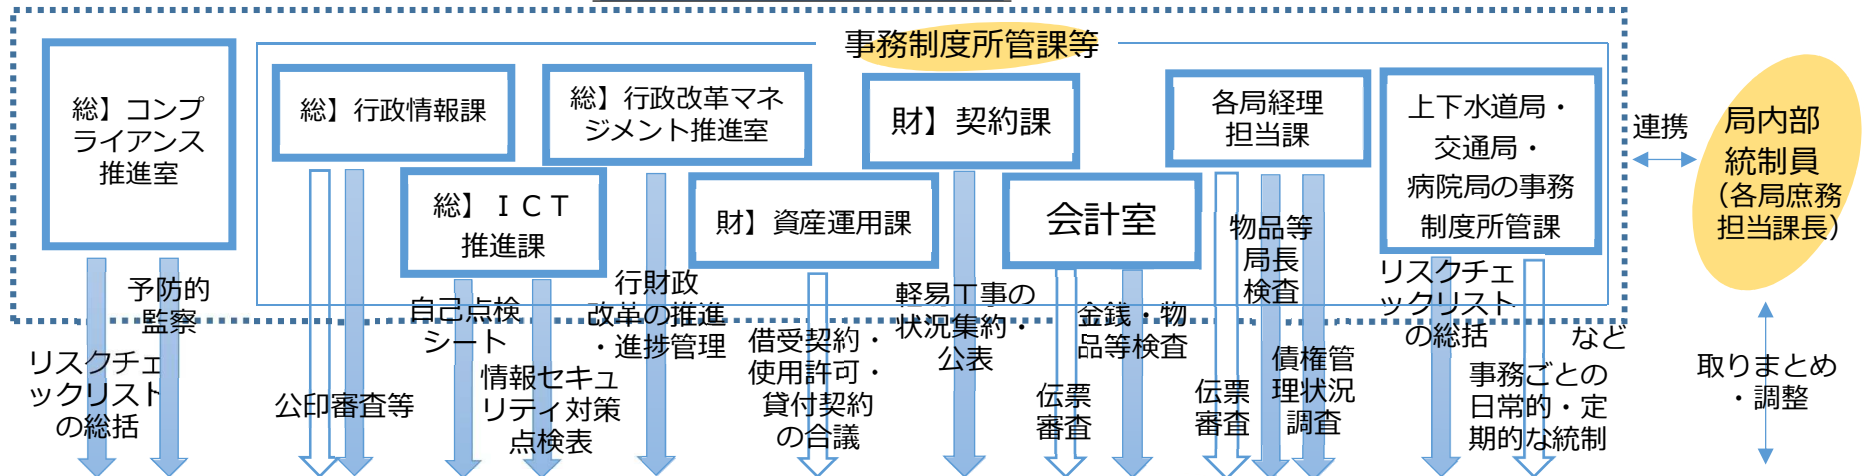 事務制度所管課等
総】コンプ
ライアンス
推進室
総】行政情報課
総】行政改革マネ
ジメント推進室
財】契約課
各局経理
担当課
上下水道局・
交通局・
病院局の事務
制度所管課
総】ＩＣＴ
推進課
財】資産運用課
会計室
連携
局内部
統制員
（各局庶務
担当課長）
リスクチェ
ックリスト
の総括
予防的
監察
公印審査等
自己点検
シート
情報セキュ
リティ対策
点検表
行財政
改革の推進
・進捗管理
借受契約・
使用許可・
貸付契約
の合議
軽易工事の
状況集約・
公表
伝票
審査
金銭・物
品等検査
伝票
審査
物品等
局長
検査
債権管
理状況
調査
リスクチェ
ックリスト
の総括
事務ごとの
日常的・定
期的な統制
など
取りまとめ
・調整